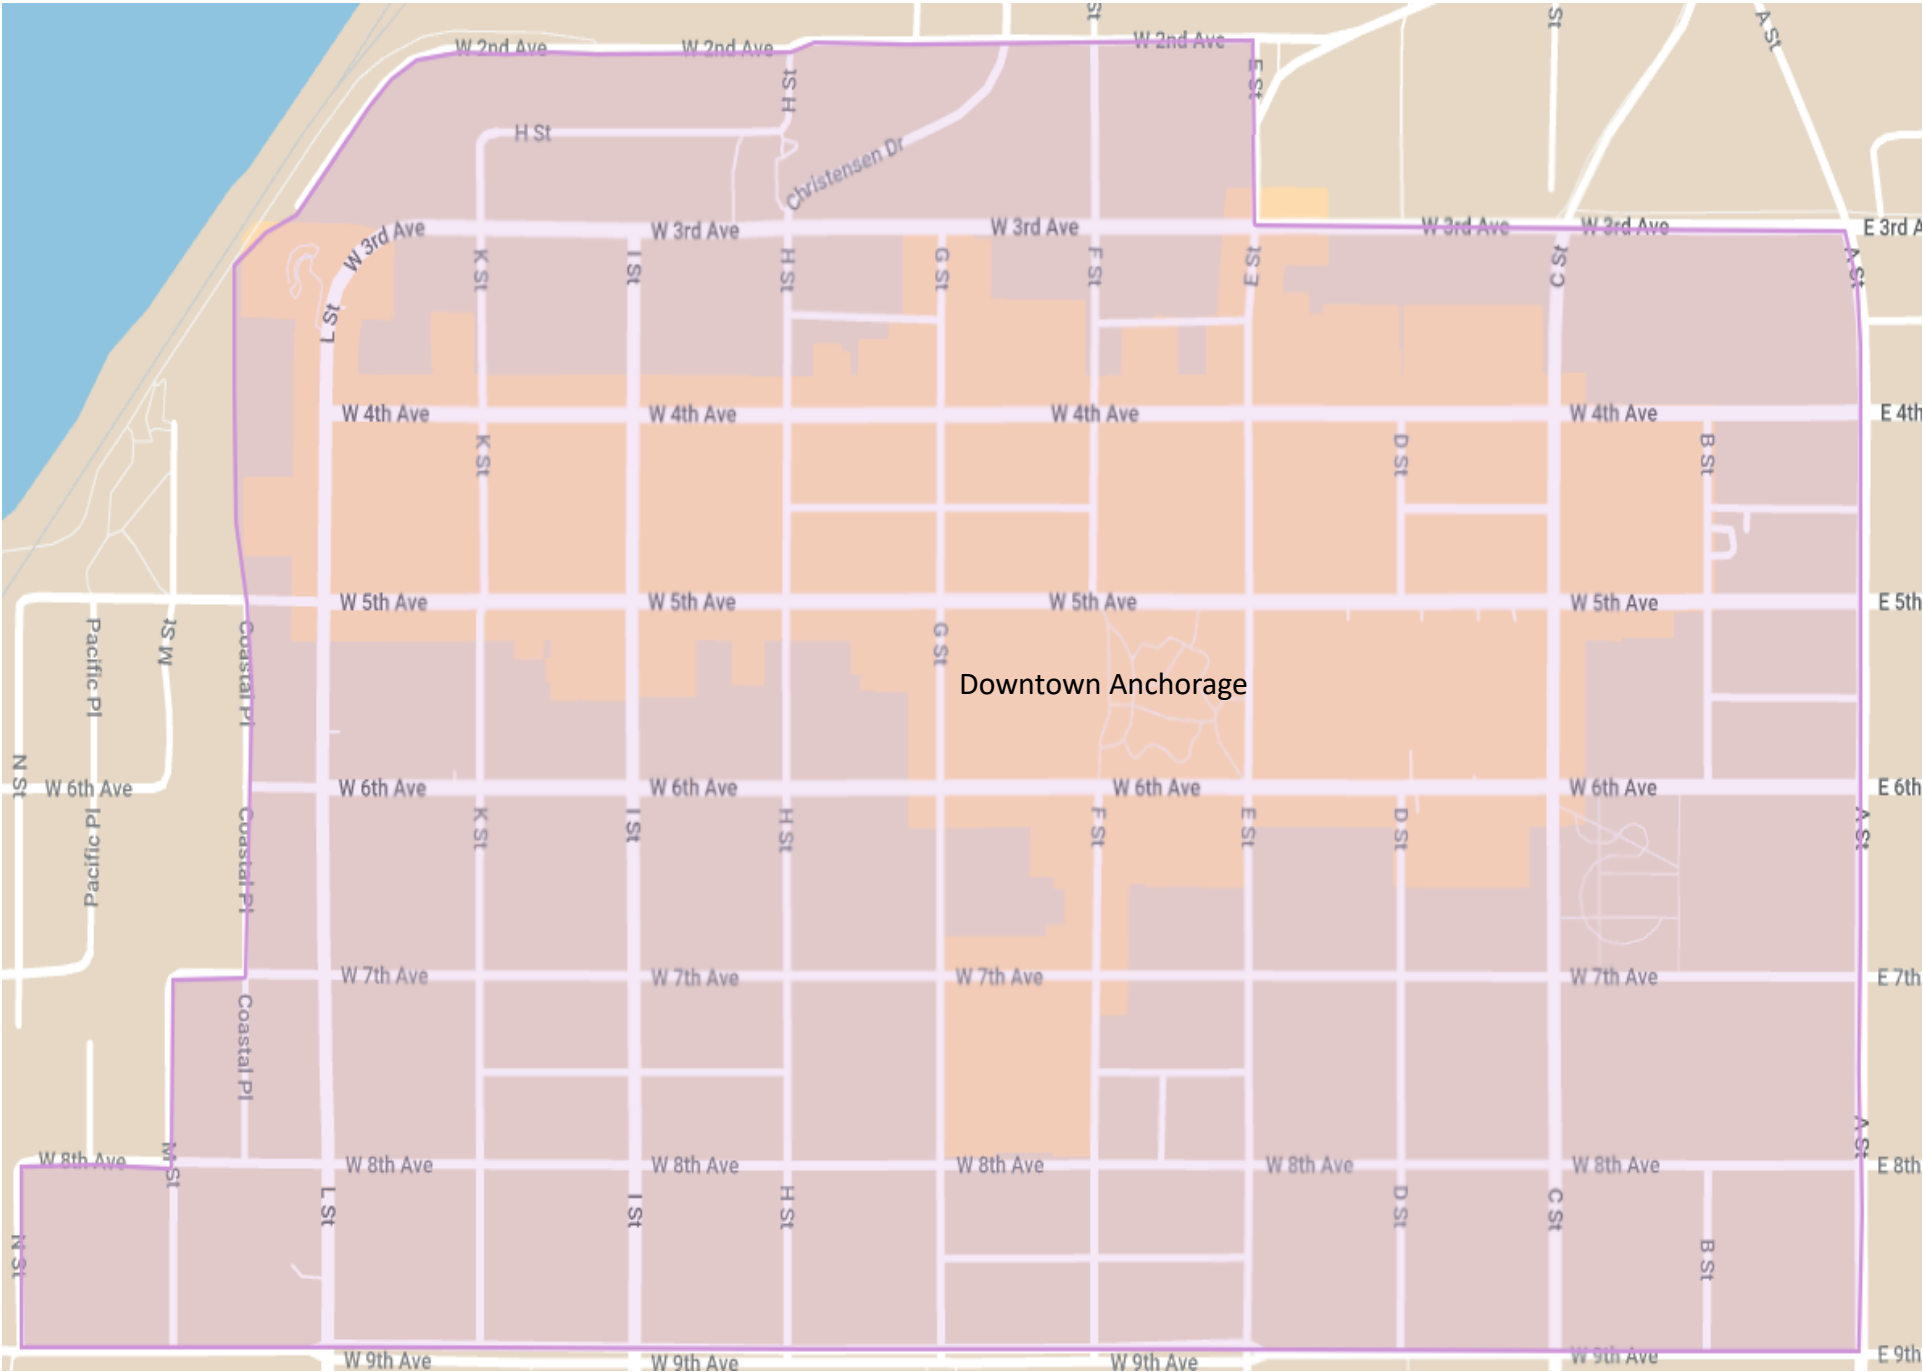 St
St
A St
W 2nd Ave
W 2nd Ave
W 2nd Ave
E St
H St
H St
Christensen Dr
W 3rd Ave
W 3rd Ave
W 3rd Ave
W 3rd Ave
W 3rd Ave
E 3rd A
K St
I St
H St
G St
F St
E St
C St
A St
L St
W 4th Ave
W 4th Ave
W 4th Ave
W 4th Ave
E 4th
K St
D St
B St
W 5th Ave
W 5th Ave
W 5th Ave
W 5th Ave
E 5th
Pacific Pl
M St
Coastal Pl
G St
Downtown Anchorage
N St
W 6th Ave
W 6th Ave
W 6th Ave
W 6th Ave
W 6th Ave
E 6th
Pacific Pl
Coastal Pl
K St
I St
H St
F St
E St
D St
A St
W 7th Ave
W 7th Ave
W 7th Ave
W 7th Ave
E 7th
Coastal Pl
A St
W 8th Ave
M St
W 8th Ave
W 8th Ave
W 8th Ave
W 8th Ave
W 8th Ave
E 8th
L St
I St
H St
D St
C St
N St
B St
W 9th Ave
W 9th Ave
W 9th Ave
W 9th Ave
E 9th